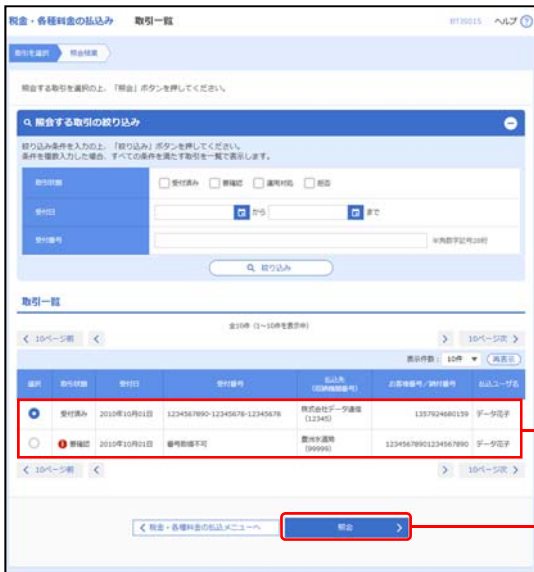 税金・各種料金の払込み 取引一覧
BTJS015 ヘルプ ?
取引を選択 照会結果
照会する取引を選択の上、「照会」ボタンを押してください。
照会する取引の絞り込み
絞り込み条件を入力の上、「絞り込み」ボタンを押してください。
条件を複数入力した場合、すべての条件を満たす取引を一覧で表示します。
取引状態 受付済み 要確認 運用対処 拒否
受付日 から まで
受付番号 半角数字記号28桁
絞り込み
取引一覧
全10件（1～10件を表示中）
10ページ前 10ページ次
表示件数： 10件 再表示
選択 取引状態 受付日 受付番号 払込先 お客様番号／納付番号 払込ユーザ名
(収納機関番号)
受付済み 2010年10月01日 1234567890-12345678-12345678 株式会社データ通信 1357924680159 データ花子
(12345)
要確認 2010年10月01日 番号取得不可 豊洲水道局 12345678901234567890 データ花子
(99999)
10ページ前 10ページ次
税金・各種料金の払込メニューへ 照会